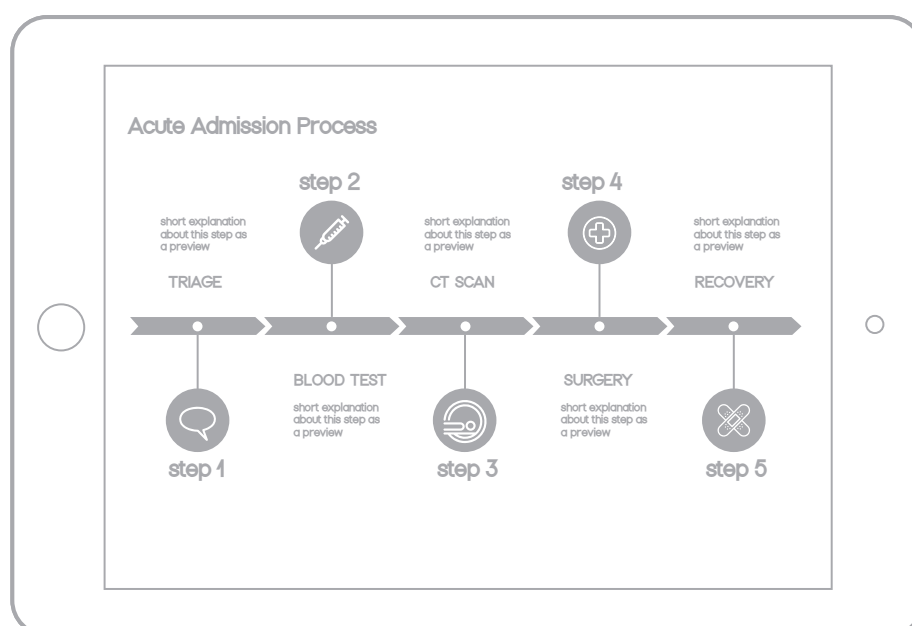 Acute Admission Process
step 2
step 4
short explanation
about this step as
a preview
short explanation
about this step as
a preview
short explanation
about this step as
a preview
TRIAGE
CT SCAN
RECOVERY
BLOOD TEST
SURGERY
short explanation
about this step as
a preview
short explanation
about this step as
a preview
step 1
step 3
step 5